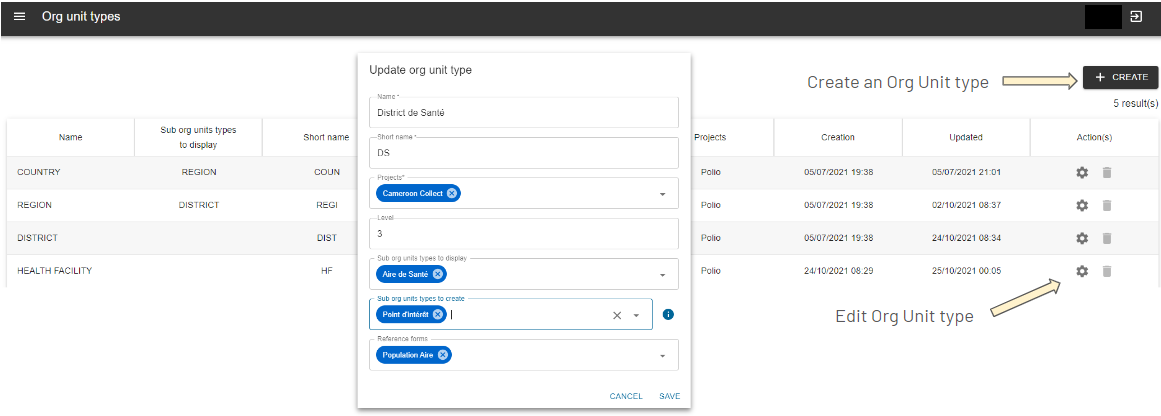 Org unit types
Create an Org Unit type
+ CREATE
5 result(s)
Name
Sub org units types
to display
Short name
Projects
Creation
Updated
Action(s)
COUNTRY REGION COUN Polio 05/07/2021 19:38 05/07/2021 21:01
REGION DISTRICT REGI Polio 05/07/2021 19:38 02/10/2021 08:37
DISTRICT DIST Polio 05/07/2021 19:38 24/10/2021 08:34
HEALTH FACILITY HF Polio 24/10/2021 08:29 25/10/2021 00:05
Edit Org Unit type
Update org unit type
Name *
District de Santé
Short name *
DS
Projects*
Cameroon Collect
Level
3
Sub org units types to display
Aire de Santé
Sub org units types to create
Point d'intérêt
Reference forms
Population Aire
CANCEL SAVE